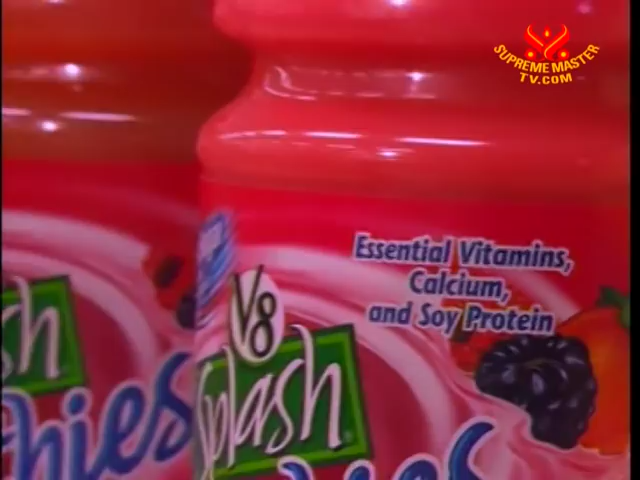 SUPREME MASTER
TV.COM
Essential Vitamins,
Calcium,
and Soy Protein
V8
Splash
sh
hies